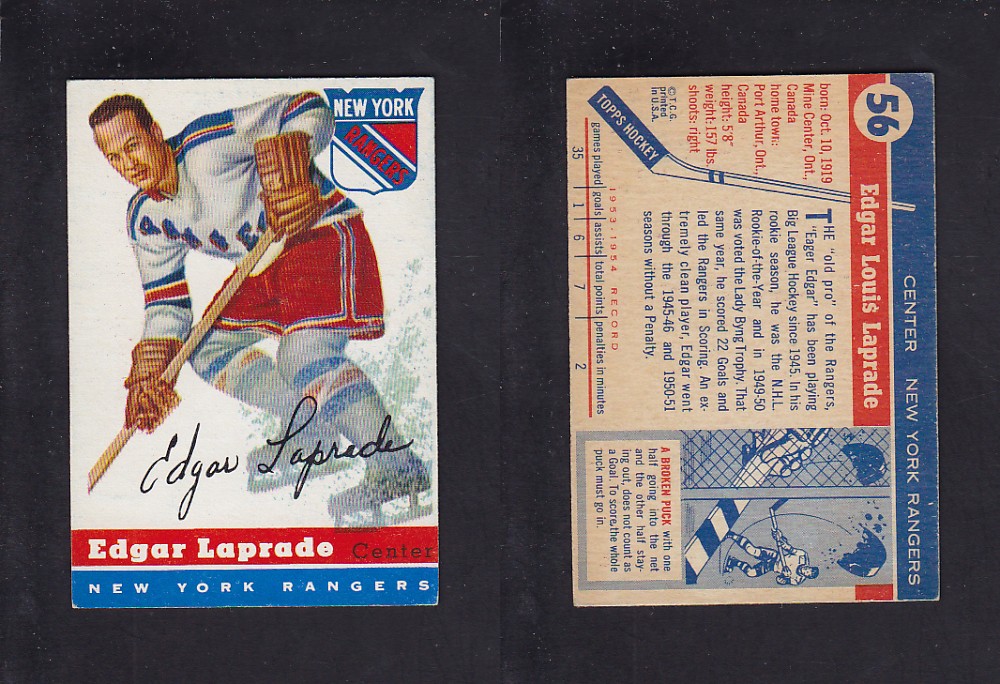 NEW YORK
RANGERS
Edgar Laprade
Edgar Laprade Center
NEW YORK RANGERS
CENTER NEW YORK RANGERS
56
Edgar Louis Laprade
born: Oct. 10, 1919
Mine Center, Ont.,
Canada
home town:
Port Arthur, Ont.,
Canada
height: 5'8"
weight: 157 lbs.
shoots: right
© T.C.G.
printed
in U.S.A.
TOPPS HOCKEY
THE "old pro" of the Rangers,
"Eager Edgar" has been playing
Big League Hockey since 1945. In his
rookie season, he was the N.H.L.
Rookie-of-the-Year and in 1949-50
was voted the Lady Byng Trophy. That
same year, he scored 22 Goals and
led the Rangers in Scoring. An ex-
tremely clean player, Edgar went
through the 1945-46 and 1950-51
seasons without a Penalty.
1953-1954 RECORD
games played goals assists total points penalties in minutes
35 1 6 7 2
A BROKEN PUCK with one
half going into the net
and the other half stay-
ing out, does not count as
a Goal. To score, the whole
puck must go in.